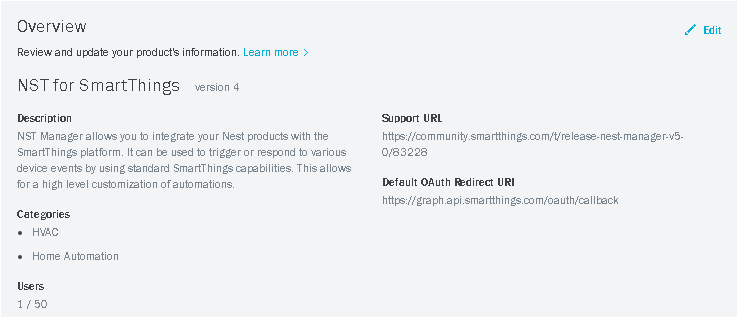 Overview
Edit
Review and update your product's information. Learn more >
NST for SmartThings version 4
Description
NST Manager allows you to integrate your Nest products with the
SmartThings platform. It can be used to trigger or respond to various
device events by using standard SmartThings capabilities. This allows
for a high level customization of automations.
Categories
• HVAC
• Home Automation
Users
1 / 50
Support URL
https://community.smartthings.com/t/release-nest-manager-v5-
0/83228
Default OAuth Redirect URI
https://graph.api.smartthings.com/oauth/callback